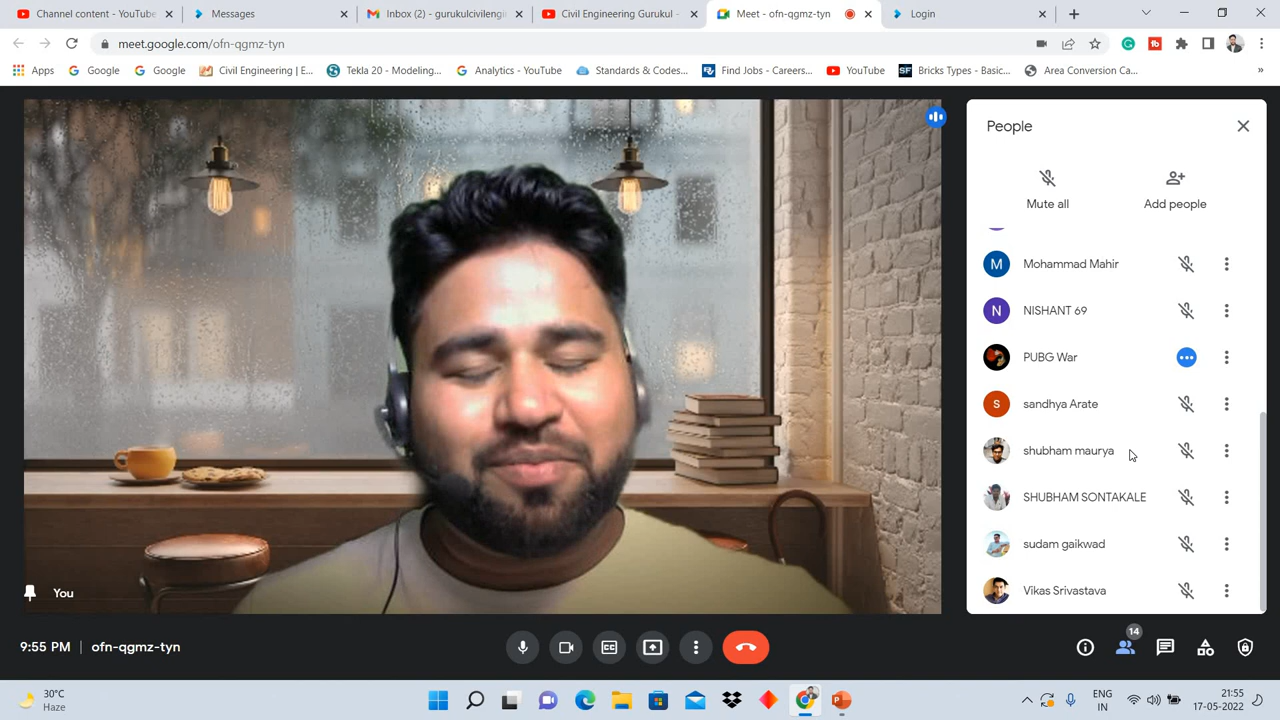 Channel content - YouTube
Messages
Inbox (2) - gurukulcivilengin
Civil Engineering Gurukul -
Meet - ofn-qgmz-tyn
Login
meet.google.com/ofn-qgmz-tyn
Apps
Google
Google
Civil Engineering | E...
Tekla 20 - Modeling...
Analytics - YouTube
Standards & Codes...
Find Jobs - Careers...
YouTube
SF
Bricks Types - Basic...
Area Conversion Ca...
People
Mute all
Add people
M
Mohammad Mahir
N
NISHANT 69
PUBG War
s
sandhya Arate
shubham maurya
SHUBHAM SONTAKALE
sudam gaikwad
Vikas Srivastava
You
9:55 PM | ofn-qgmz-tyn
CC
14
30°C
Haze
ENG
IN
21:55
17-05-2022